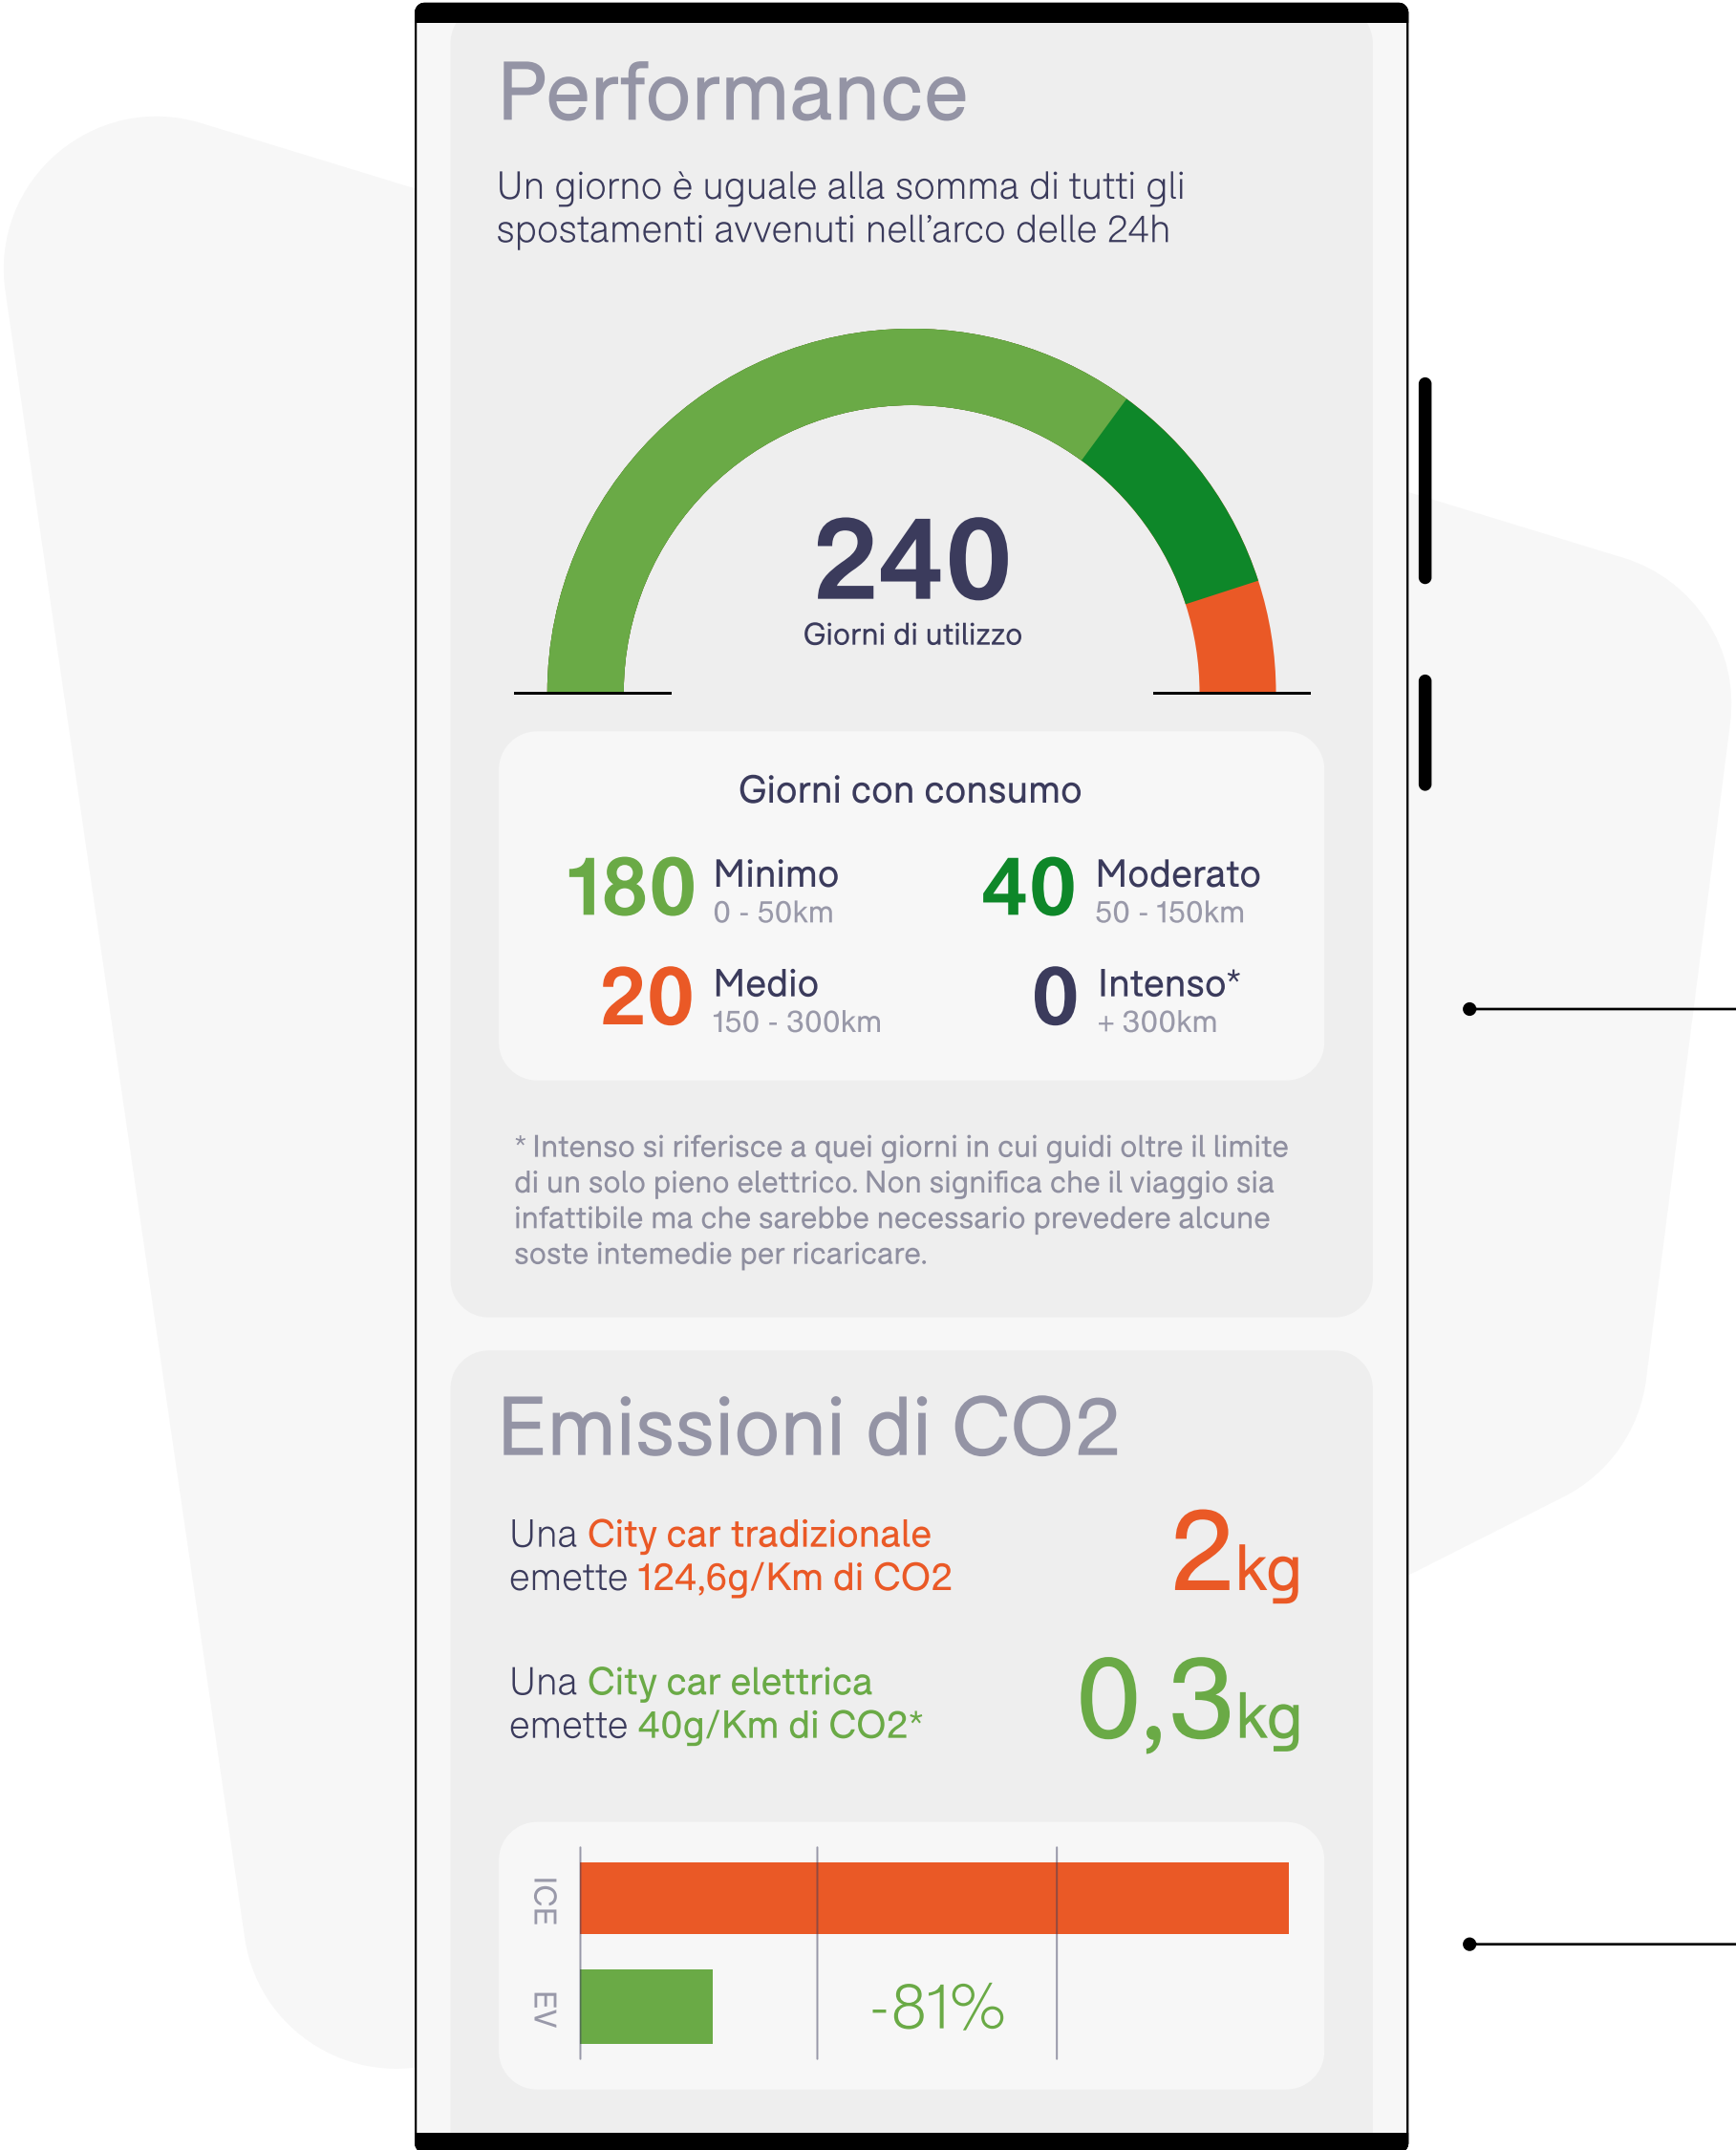 Performance
Un giorno è uguale alla somma di tutti gli
spostamenti avvenuti nell’arco delle 24h
240
Giorni di utilizzo
Giorni con consumo
180 Minimo
0 - 50km
40 Moderato
50 - 150km
20 Medio
150 - 300km
0 Intenso*
+ 300km
* Intenso si riferisce a quei giorni in cui guidi oltre il limite
di un solo pieno elettrico. Non significa che il viaggio sia
infattibile ma che sarebbe necessario prevedere alcune
soste intemedie per ricaricare.
Emissioni di CO2
Una City car tradizionale
emette 124,6g/Km di CO2
2kg
Una City car elettrica
emette 40g/Km di CO2*
0,3kg
ICE
EV
-81%